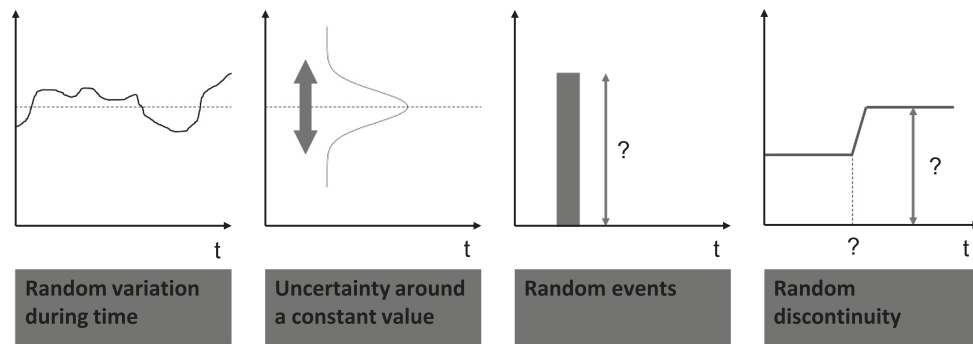 ?
?
t
t
t
?
t
Random variation
during time
Uncertainty around
a constant value
Random events
Random
discontinuity